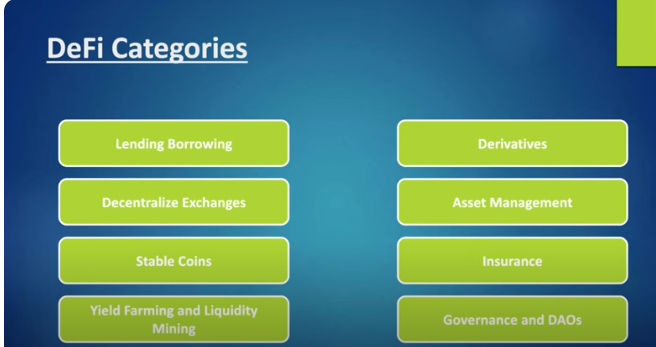 DeFi Categories
Lending Borrowing
Decentralize Exchanges
Stable Coins
Yield Farming and Liquidity
Mining
Derivatives
Asset Management
Insurance
Governance and DAOs